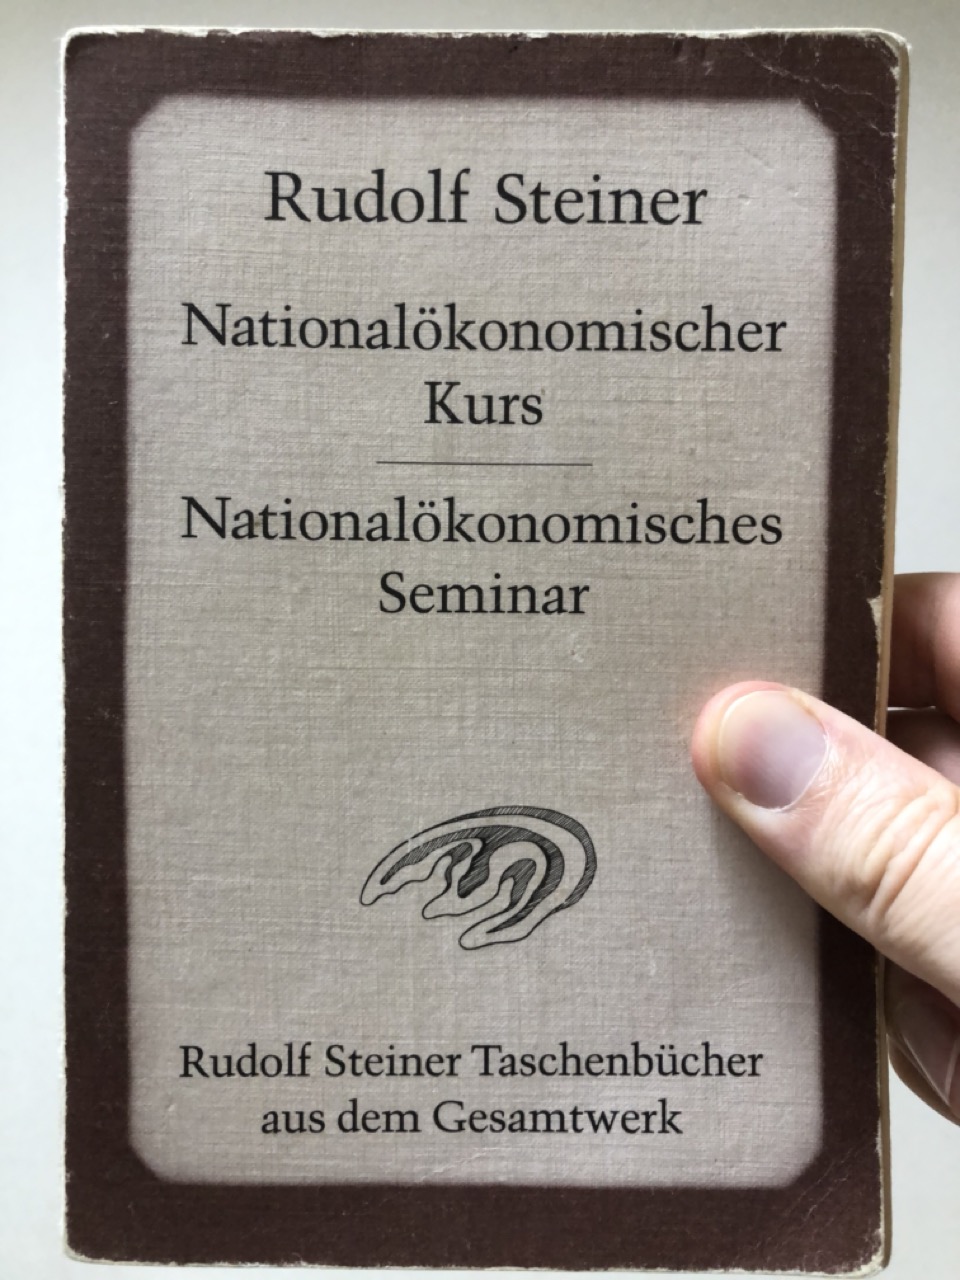 Rudolf Steiner
Nationalökonomischer
Kurs
Nationalökonomisches
Seminar
Rudolf Steiner Taschenbücher
aus dem Gesamtwerk